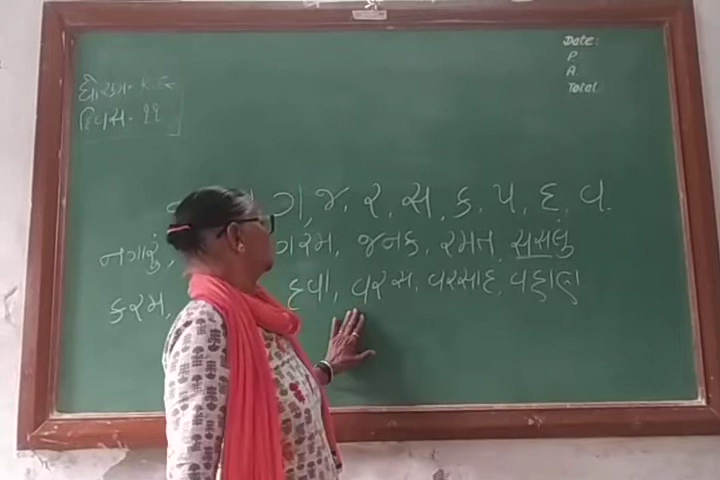 Date:
P
A.
Total
દિવસ - ૧૧
ગ, જ, ર, સ, ક, પ, દ, વ.
નગારું, ગરમ, જનક, રમત, સસલુ
કરમ, હવા, વરસ, વરસાદ, વહાણ